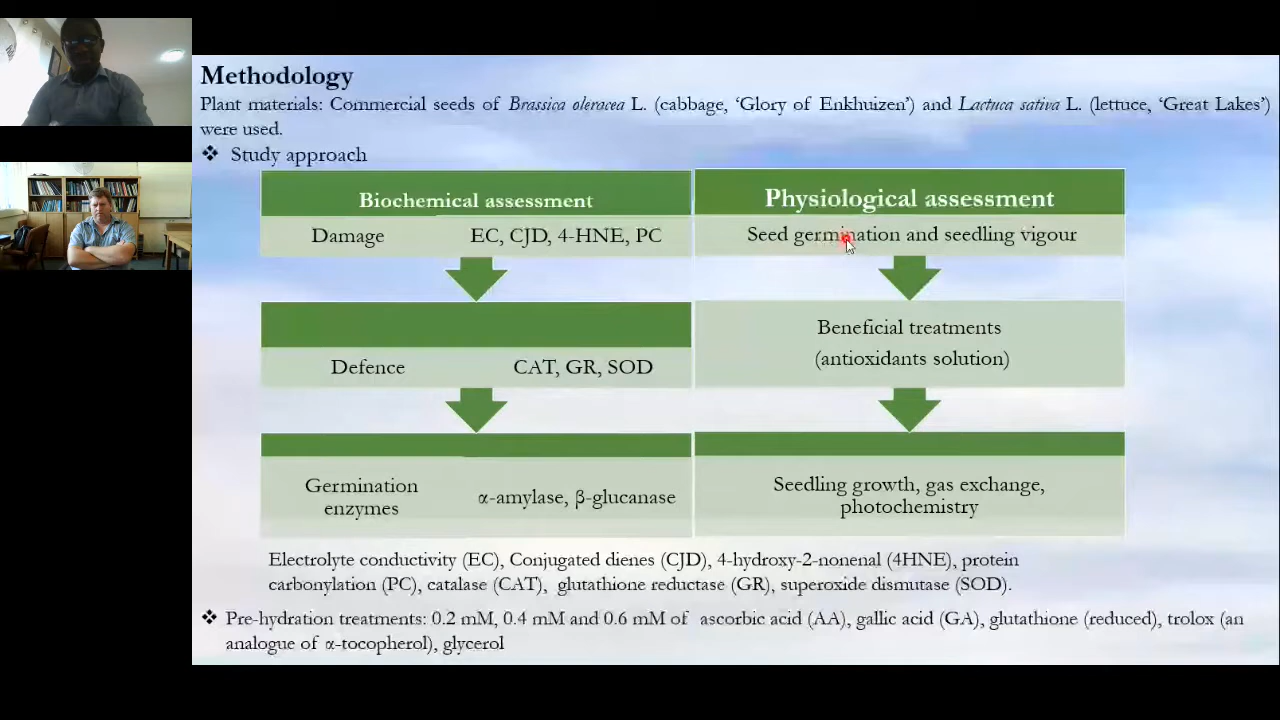 Methodology
Plant materials: Commercial seeds of Brassica oleracea L. (cabbage, ‘Glory of Enkhuizen’) and Lactuca sativa L. (lettuce, ‘Great Lakes’)
were used.
❖ Study approach
Biochemical assessment
Physiological assessment
Damage EC, CJD, 4-HNE, PC
Seed germination and seedling vigour
Beneficial treatments
(antioxidants solution)
Defence CAT, GR, SOD
Germination
enzymes
α-amylase, β-glucanase
Seedling growth, gas exchange,
photochemistry
Electrolyte conductivity (EC), Conjugated dienes (CJD), 4-hydroxy-2-nonenal (4HNE), protein
carbonylation (PC), catalase (CAT), glutathione reductase (GR), superoxide dismutase (SOD).
❖ Pre-hydration treatments: 0.2 mM, 0.4 mM and 0.6 mM of ascorbic acid (AA), gallic acid (GA), glutathione (reduced), trolox (an
analogue of α-tocopherol), glycerol